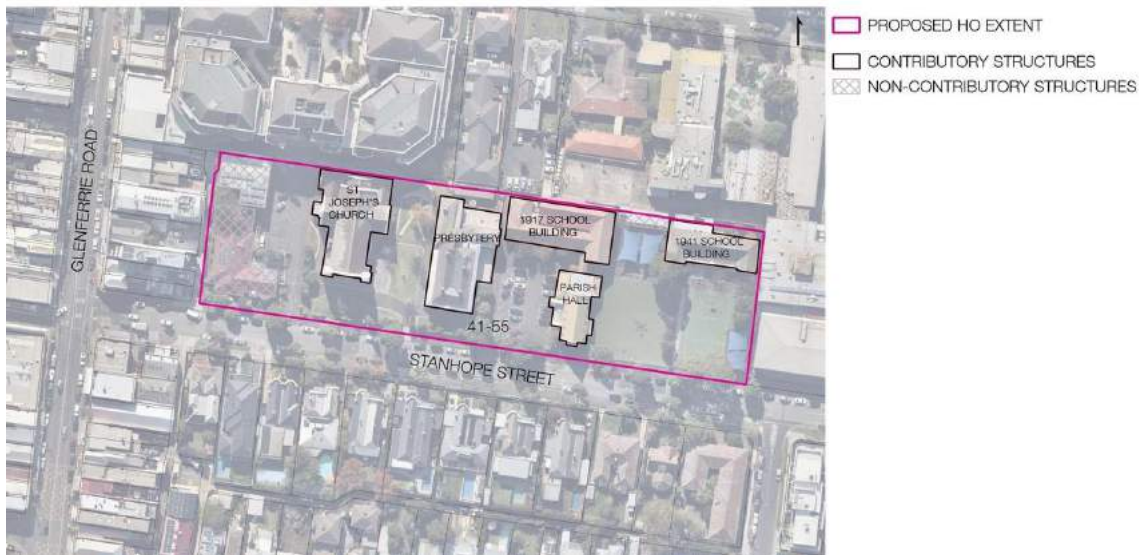 PROPOSED HO EXTENT
CONTRIBUTORY STRUCTURES
NON-CONTRIBUTORY STRUCTURES
GLENFERRIE ROAD
ST
JOSEPH'S
CHURCH
PRESBYTERY
1917 SCHOOL
BUILDING
1941 SCHOOL
BUILDING
PARISH
HALL
41-55
STANHOPE STREET